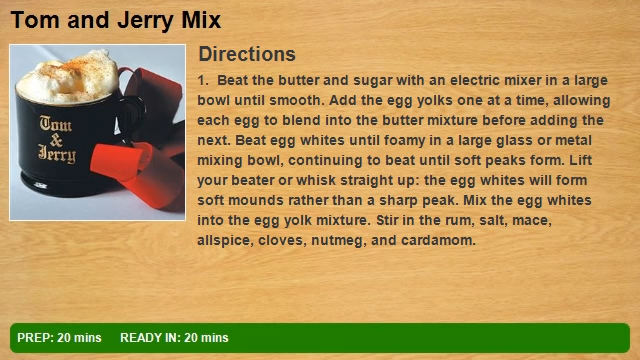 Tom and Jerry Mix
Tom
&
Jerry
Directions
1.  Beat the butter and sugar with an electric mixer in a large
bowl until smooth. Add the egg yolks one at a time, allowing
each egg to blend into the butter mixture before adding the
next. Beat egg whites until foamy in a large glass or metal
mixing bowl, continuing to beat until soft peaks form. Lift
your beater or whisk straight up: the egg whites will form
soft mounds rather than a sharp peak. Mix the egg whites
into the egg yolk mixture. Stir in the rum, salt, mace,
allspice, cloves, nutmeg, and cardamom.
PREP: 20 mins READY IN: 20 mins